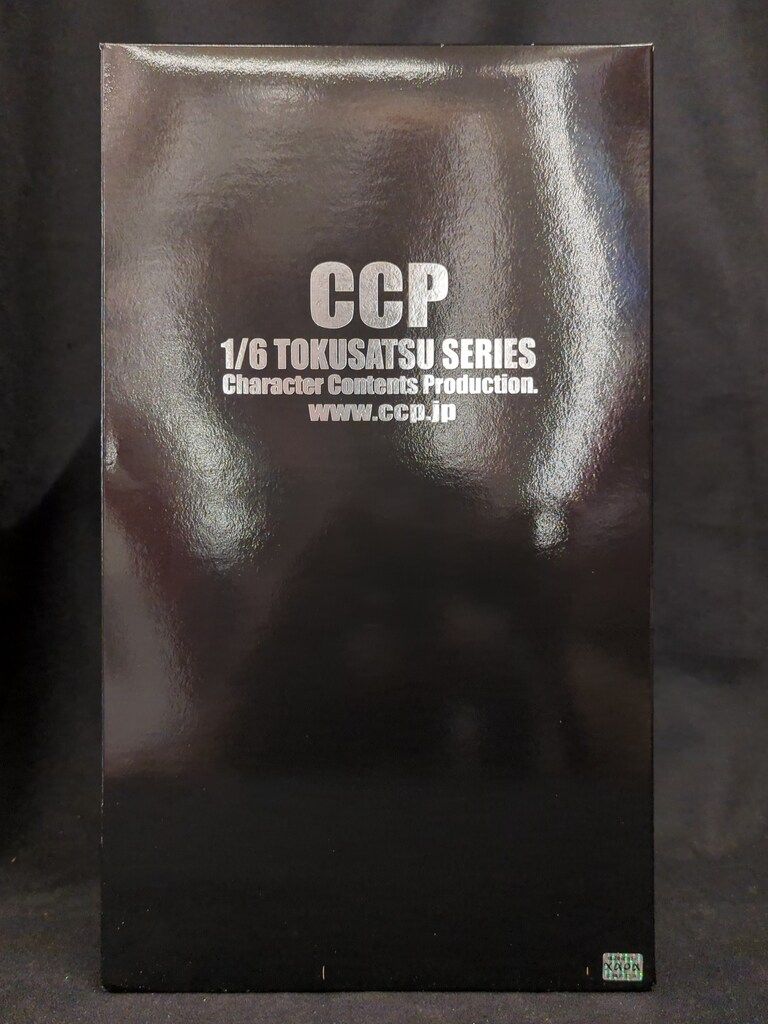 CCP
1/6 TOKUSATSU SERIES
Character Contents Production.
www.ccp.jp